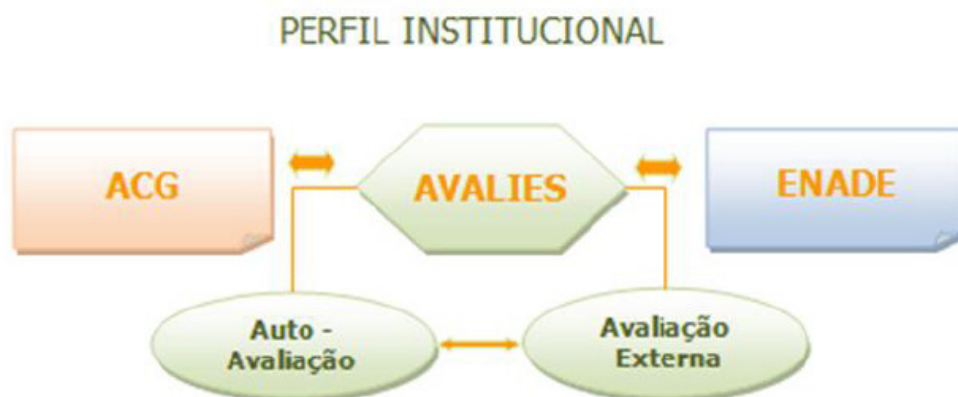 PERFIL INSTITUCIONAL
ACG
AVALIES
ENADE
Auto -
Avaliação
Avaliação
Externa